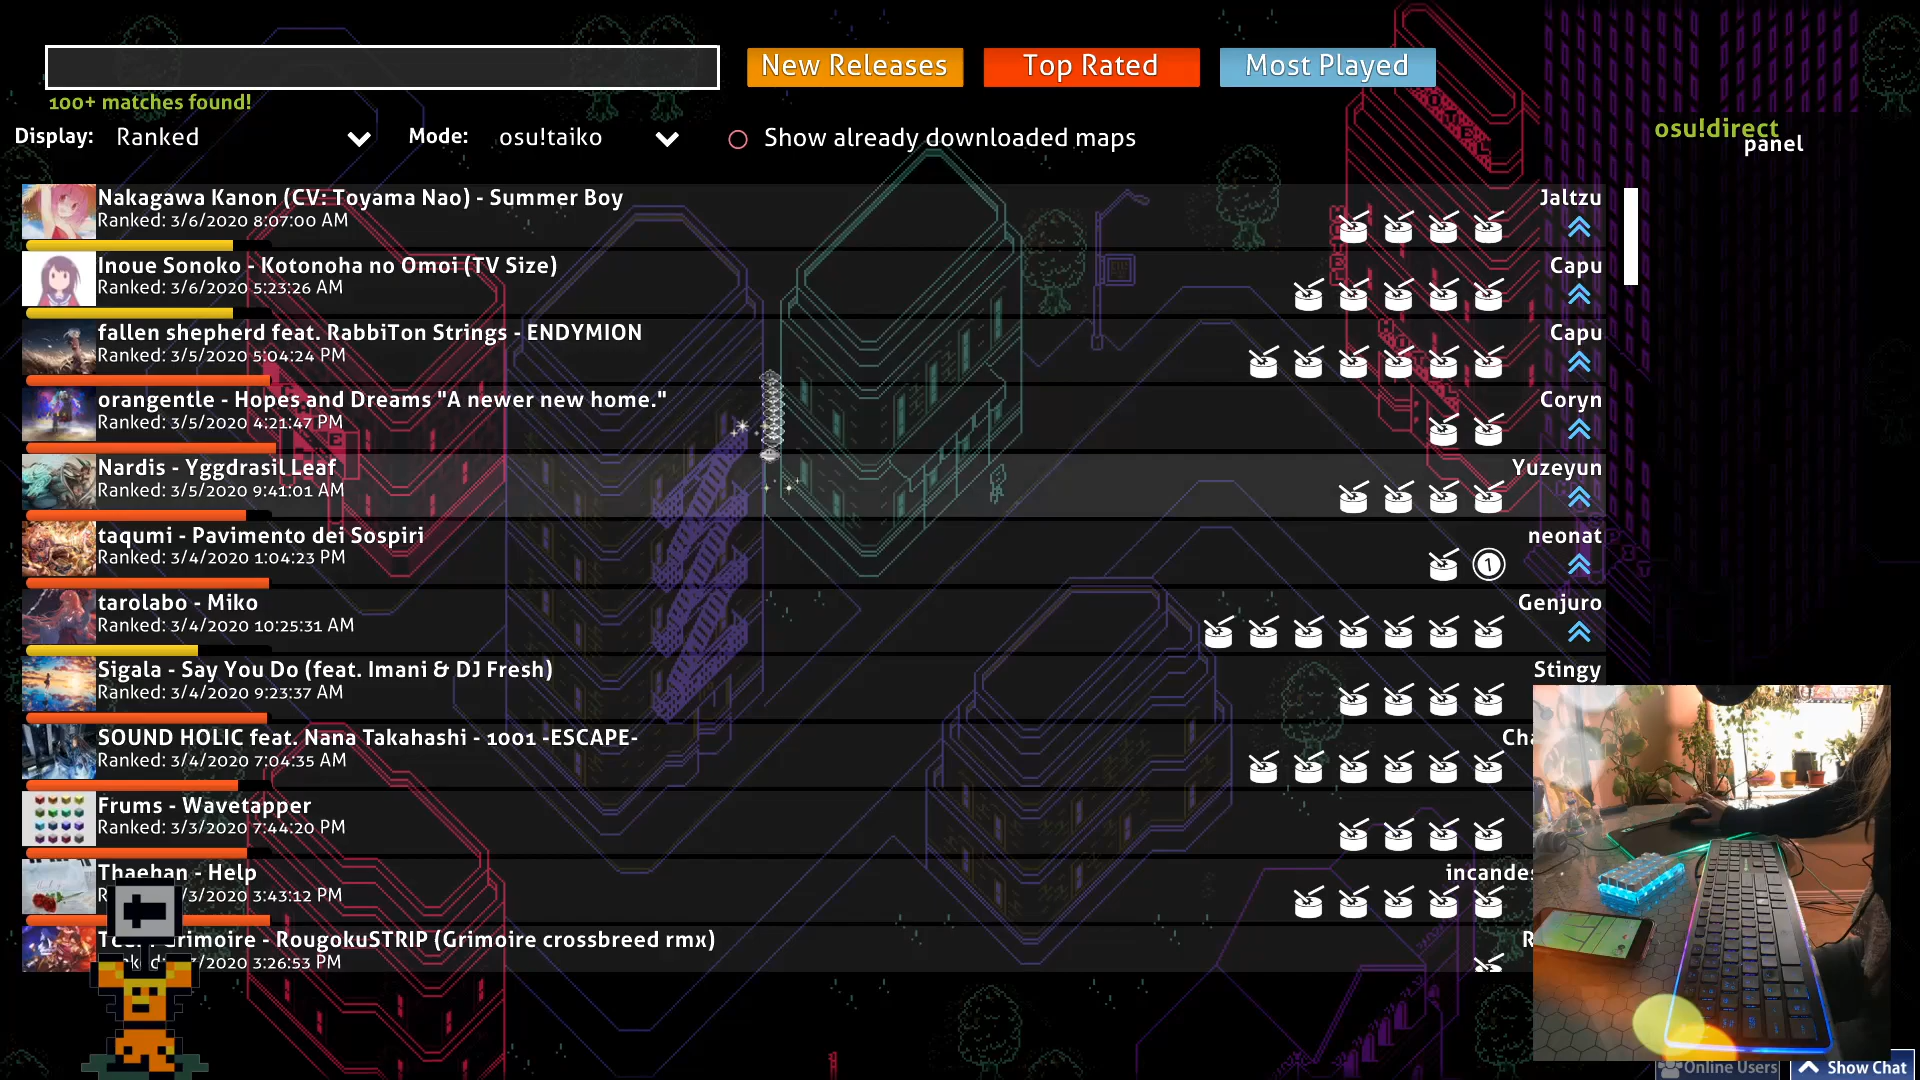 New Releases
Top Rated
Most Played
100+ matches found!
Display: Ranked
Mode: osu!taiko
Show already downloaded maps
osu!direct
panel
Nakagawa Kanon (CV: Toyama Nao) - Summer Boy
Jaltzu
Ranked: 3/6/2020 8:07:00 AM
Inoue Sonoko - Kotonoha no Omoi (TV Size)
Capu
Ranked: 3/6/2020 5:23:26 AM
fallen shepherd feat. RabbiTon Strings - ENDYMION
Capu
Ranked: 3/5/2020 5:04:24 PM
orangentle - Hopes and Dreams "A newer new home."
Coryn
Ranked: 3/5/2020 4:21:47 PM
Nardis - Yggdrasil Leaf
Yuzeyun
Ranked: 3/5/2020 9:41:01 AM
taqumi - Pavimento dei Sospiri
neonat
Ranked: 3/4/2020 1:04:23 PM
1
tarolabo - Miko
Genjuro
Ranked: 3/4/2020 10:25:31 AM
Sigala - Say You Do (feat. Imani & DJ Fresh)
Stingy
Ranked: 3/4/2020 9:23:37 AM
SOUND HOLIC feat. Nana Takahashi - 1001 -ESCAPE-
Cha
Ranked: 3/4/2020 7:04:35 AM
Frums - Wavetapper
Ranked: 3/3/2020 7:44:20 PM
Thaehan - Help
incandes
/3/2020 3:43:12 PM
Grimoire - RougokuSTRIP (Grimoire crossbreed rmx)
R
/2020 3:26:53 PM
Online Users
Show Chat